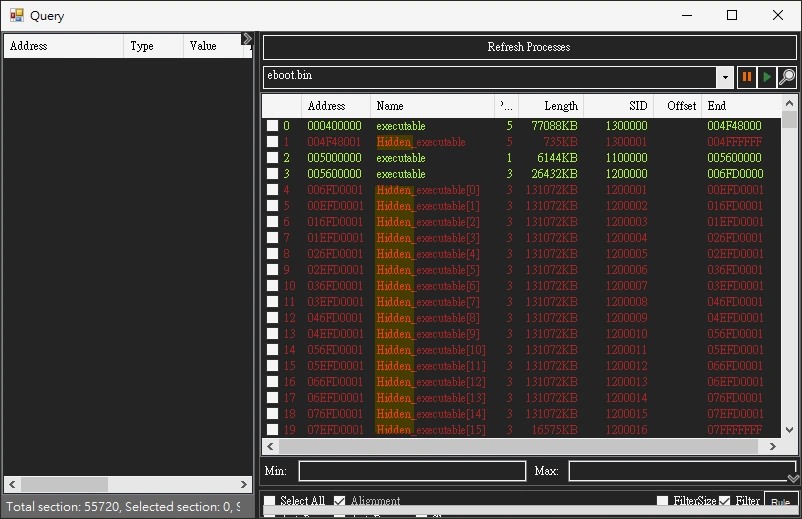 Query
Address Type Value
Refresh Processes
eboot.bin
Address Name Length SID Offset End
0 000400000 executable 5 77088KB 1300000 004F48000
1 004F48001 Hidden_executable 5 735KB 1300001 004FFFFFF
2 005000000 executable 1 6144KB 1100000 005600000
3 005600000 executable 3 26432KB 1200000 006FD0000
4 006FD0001 Hidden_executable[0] 3 131072KB 1200001 00EFD0001
5 00EFD0001 Hidden_executable[1] 3 131072KB 1200002 016FD0001
6 016FD0001 Hidden_executable[2] 3 131072KB 1200003 01EFD0001
7 01EFD0001 Hidden_executable[3] 3 131072KB 1200004 026FD0001
8 026FD0001 Hidden_executable[4] 3 131072KB 1200005 02EFD0001
9 02EFD0001 Hidden_executable[5] 3 131072KB 1200006 036FD0001
10 036FD0001 Hidden_executable[6] 3 131072KB 1200007 03EFD0001
11 03EFD0001 Hidden_executable[7] 3 131072KB 1200008 046FD0001
12 046FD0001 Hidden_executable[8] 3 131072KB 1200009 04EFD0001
13 04EFD0001 Hidden_executable[9] 3 131072KB 1200010 056FD0001
14 056FD0001 Hidden_executable[10] 3 131072KB 1200011 05EFD0001
15 05EFD0001 Hidden_executable[11] 3 131072KB 1200012 066FD0001
16 066FD0001 Hidden_executable[12] 3 131072KB 1200013 06EFD0001
17 06EFD0001 Hidden_executable[13] 3 131072KB 1200014 076FD0001
18 076FD0001 Hidden_executable[14] 3 131072KB 1200015 07EFD0001
19 07EFD0001 Hidden_executable[15] 3 16575KB 1200016 07FFFFFFF
Min: Max:
Select All Alignment FilterSize Filter Rule
Total section: 55720, Selected section: 0, S